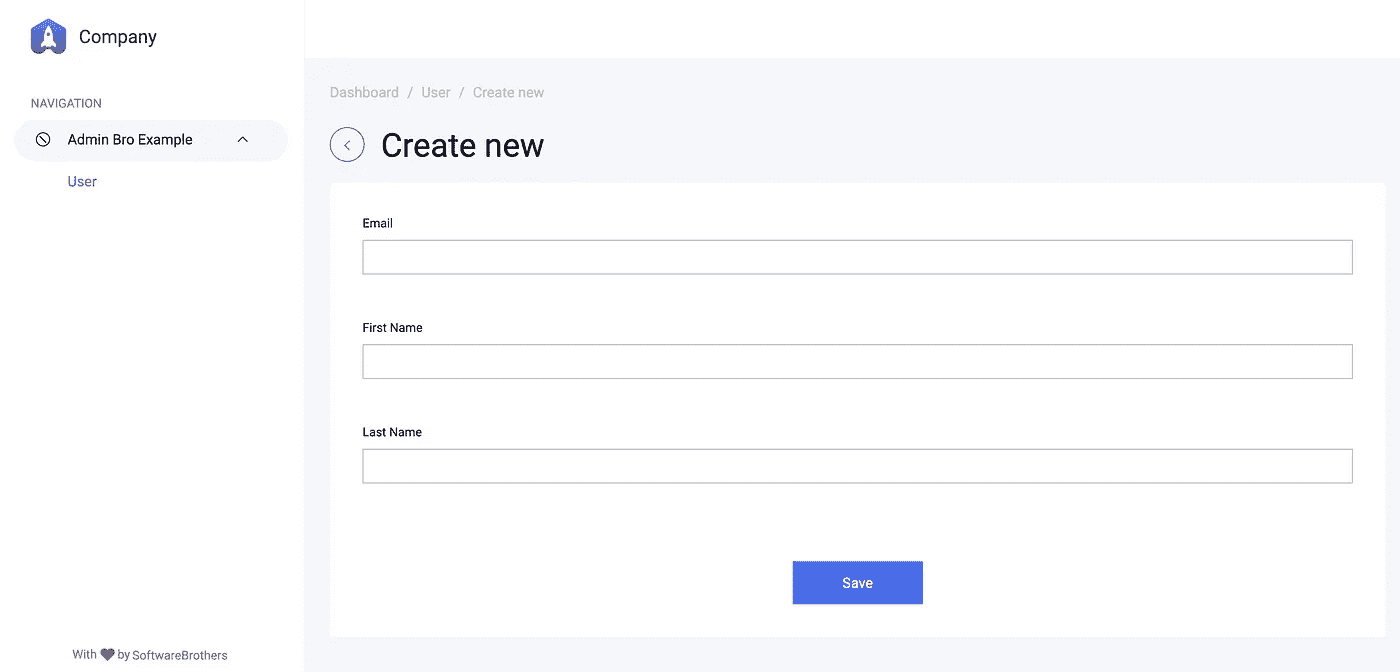 Company
NAVIGATION
Admin Bro Example
User
With ♥ by SoftwareBrothers
Dashboard / User / Create new
Create new
Email
First Name
Last Name
Save